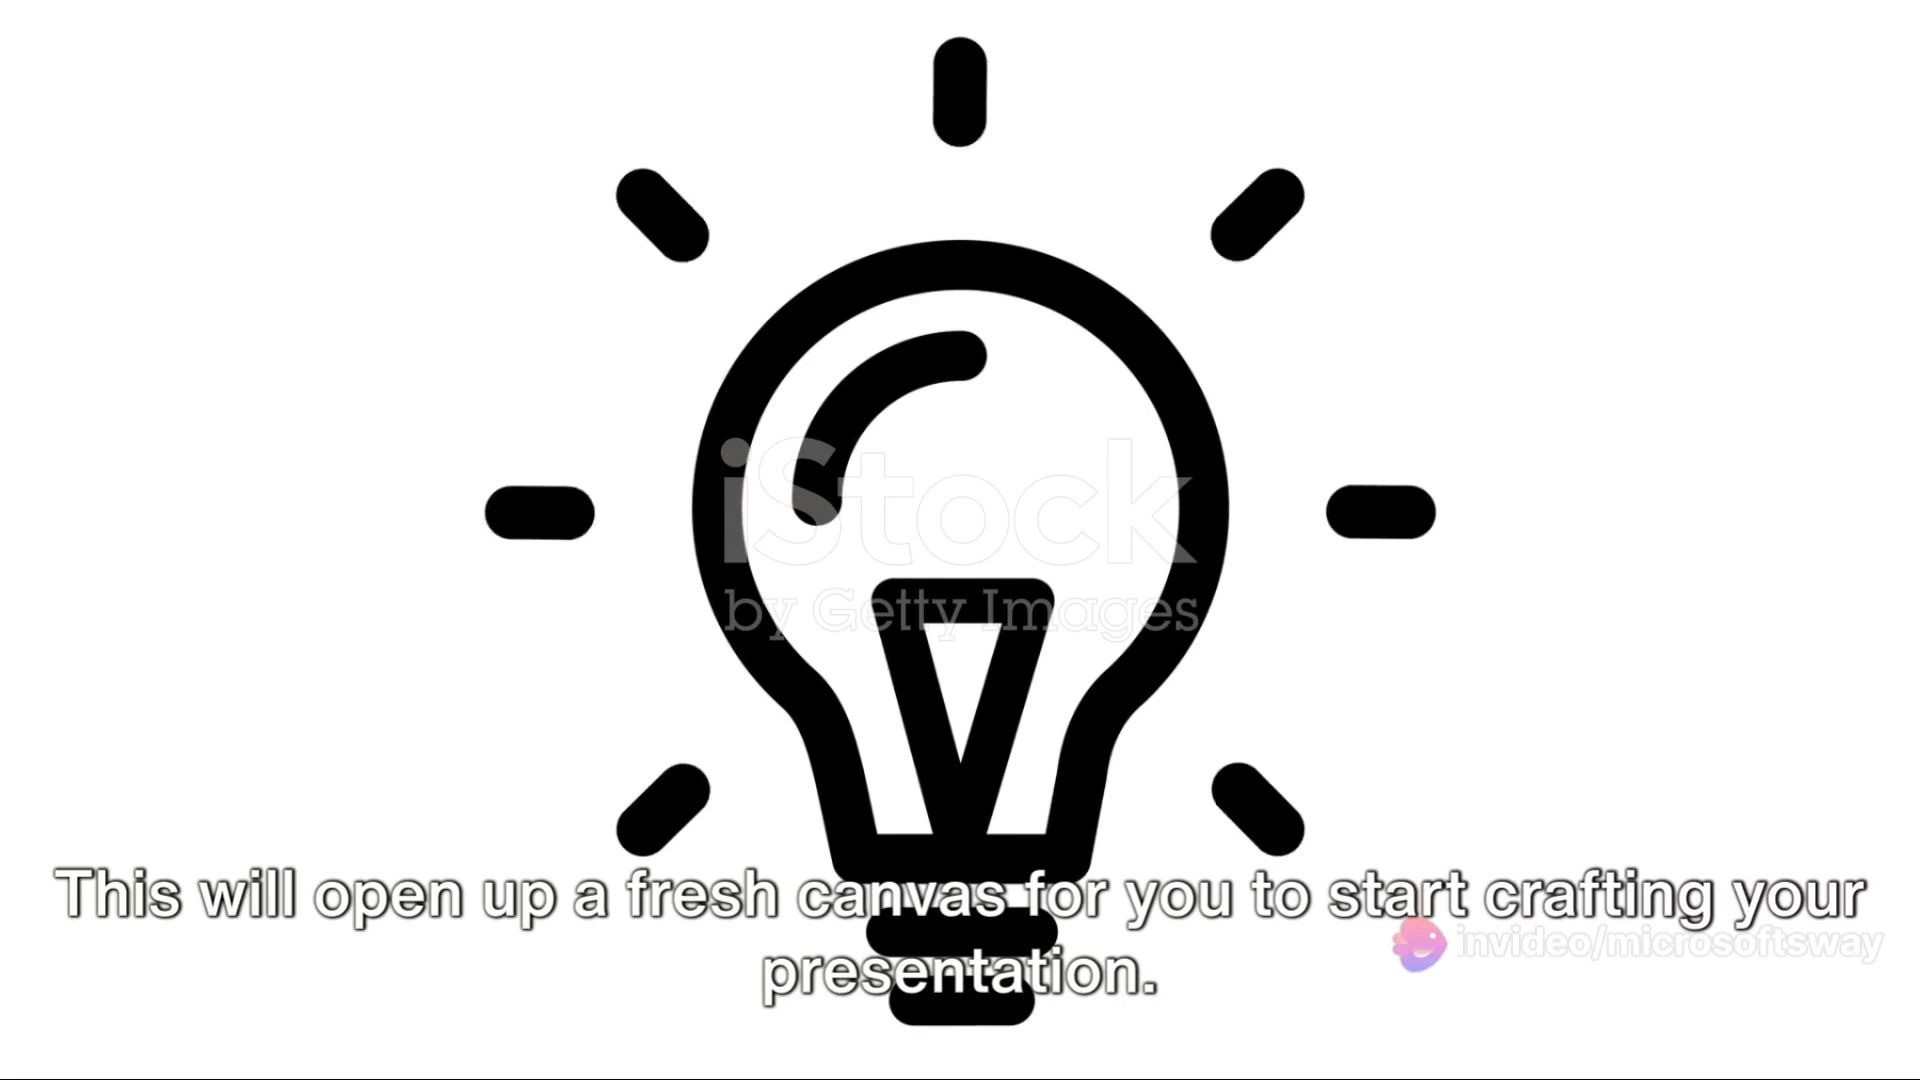 iStock
by Getty Images
This will open up a fresh canvas for you to start crafting your
presentation.
invideo/microsoftsway